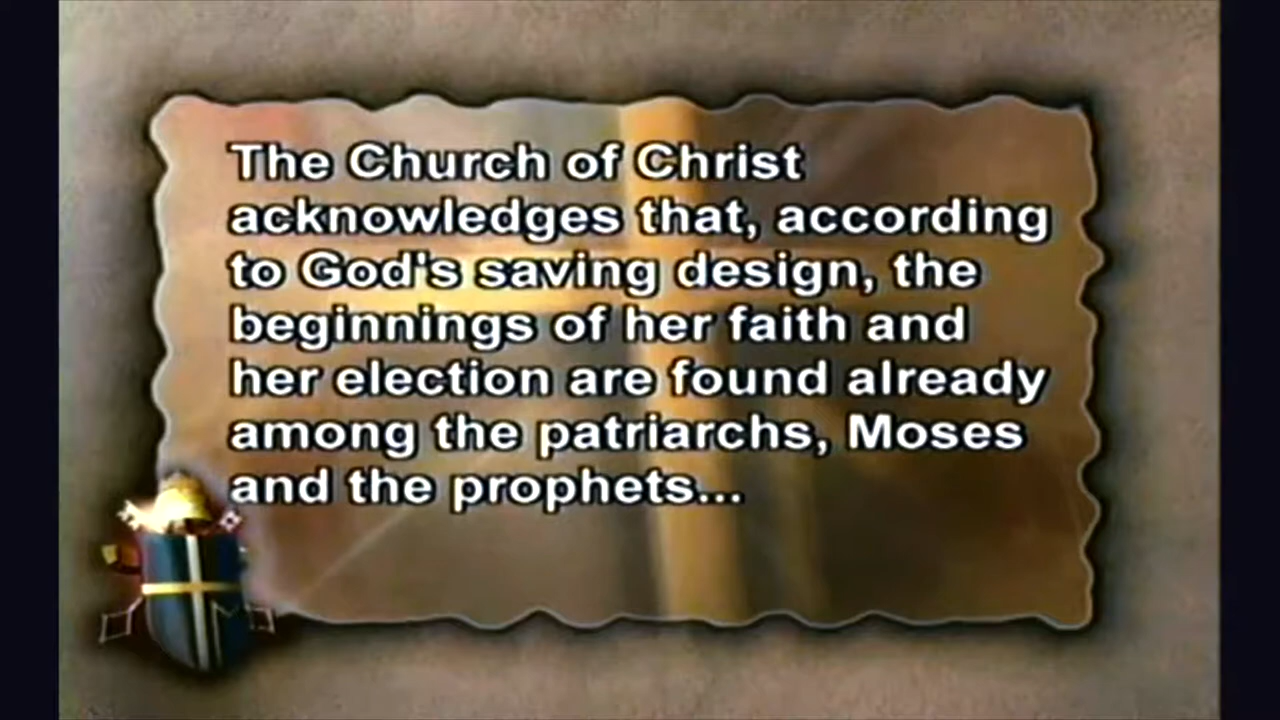 The Church of Christ
acknowledges that, according
to God's saving design, the
beginnings of her faith and
her election are found already
among the patriarchs, Moses
and the prophets...